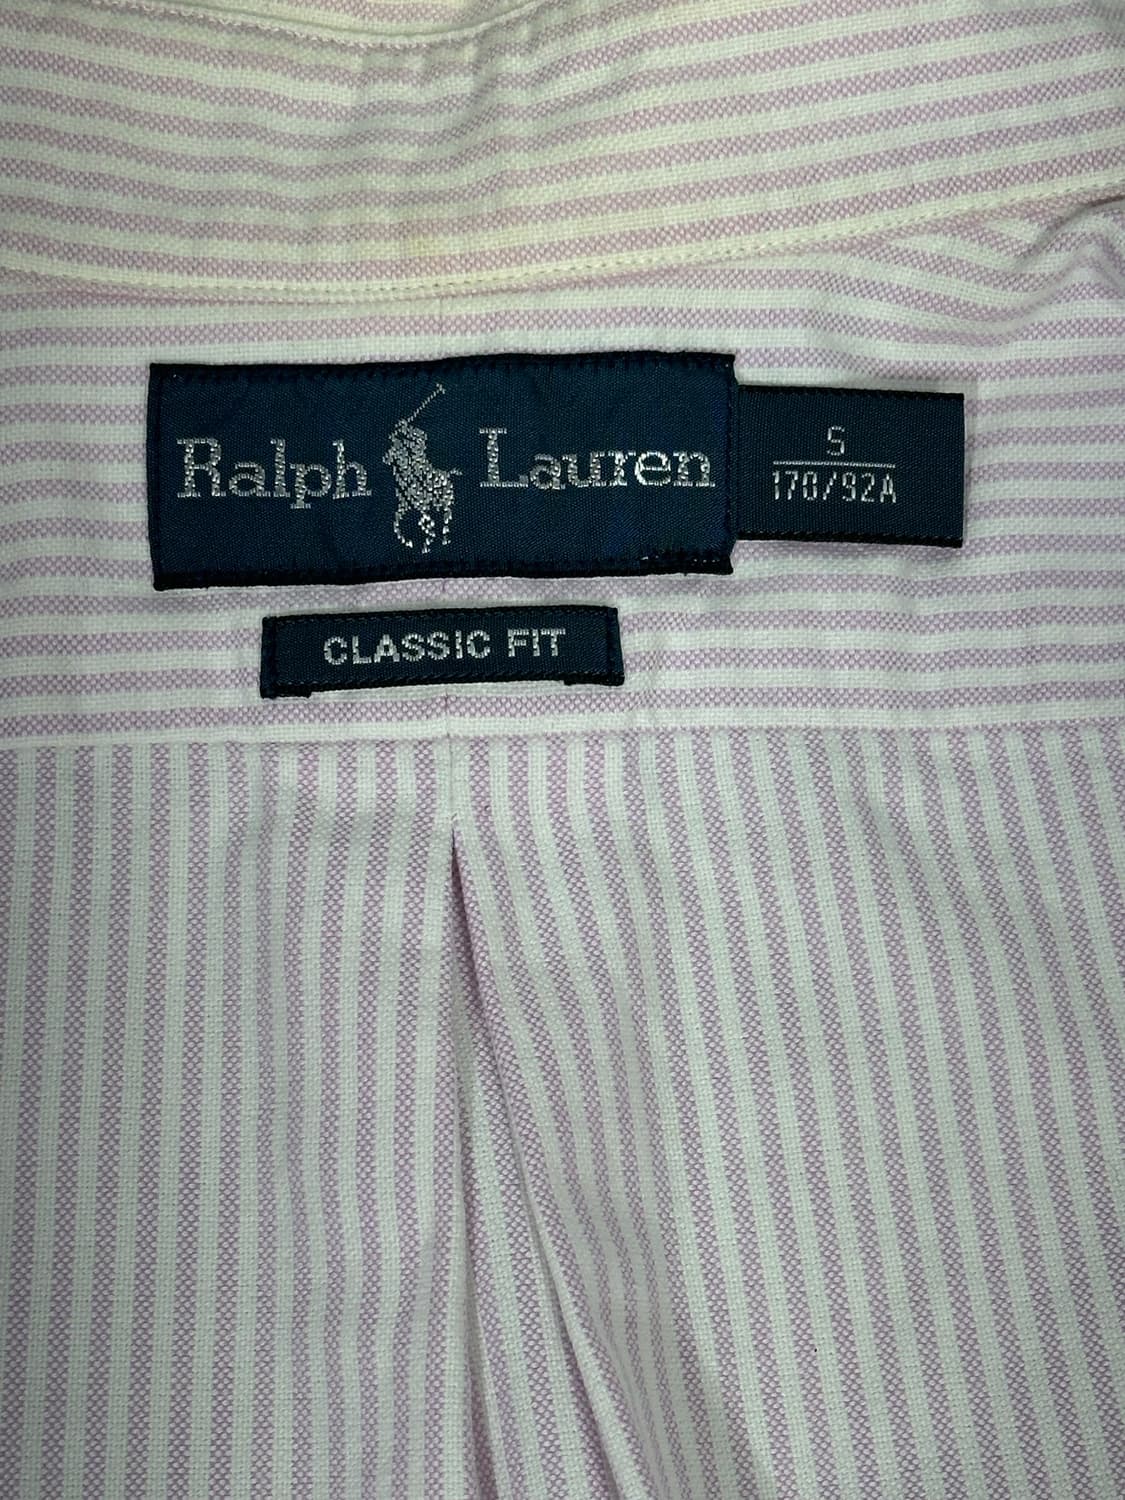 Ralph Lauren
S
170/92A
CLASSIC FIT